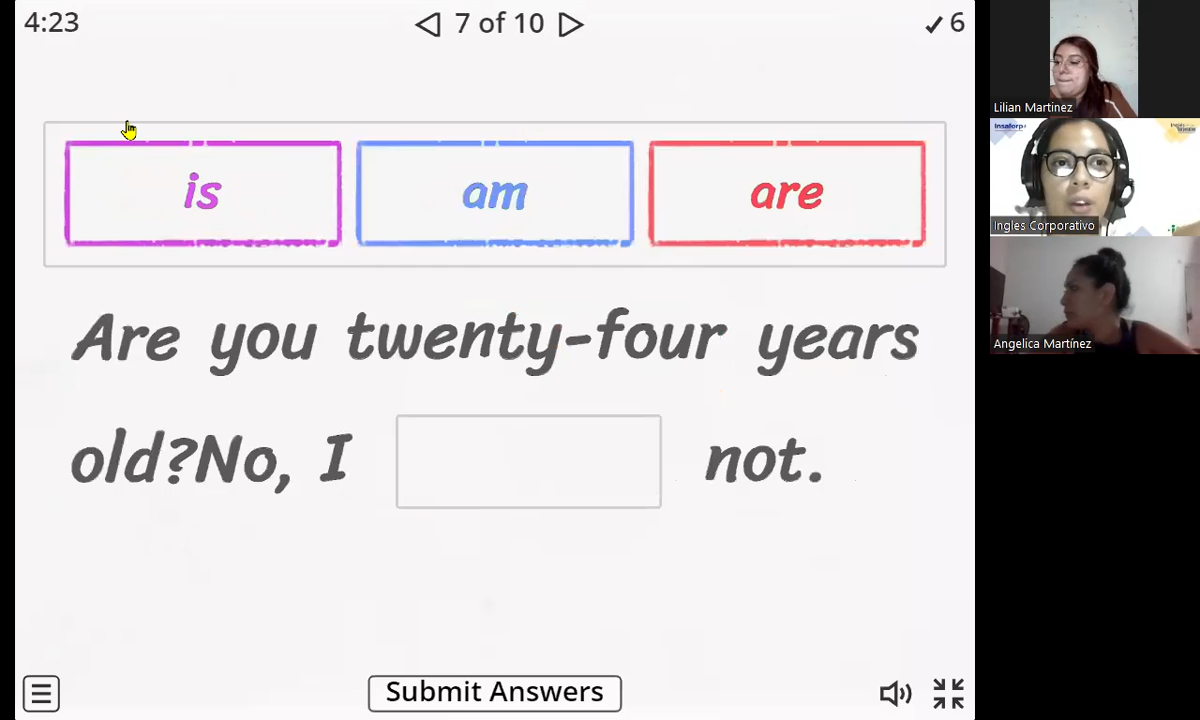 4:23
7 of 10
6
is
am
are
Are you twenty-four years
old?No, I
not.
Submit Answers
Lilian Martinez
Insaforp
Ingles Corporativo
Angelica Martínez